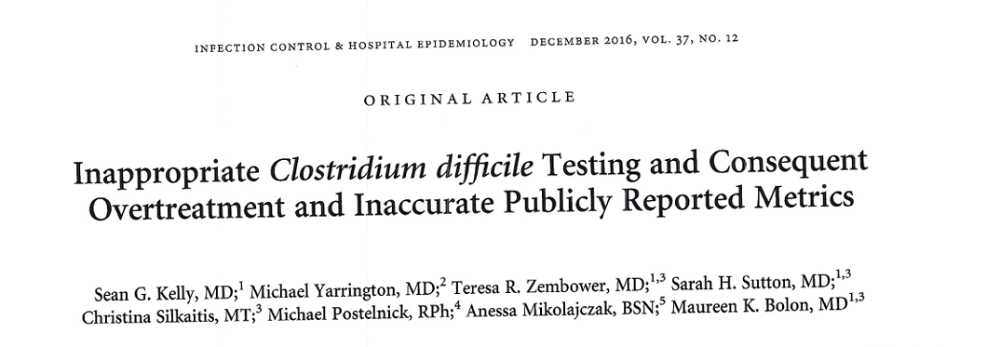 INFECTION CONTROL & HOSPITAL EPIDEMIOLOGY DECEMBER 2016, VOL. 37, NO. 12
ORIGINAL ARTICLE
Inappropriate Clostridium difficile Testing and Consequent
Overtreatment and Inaccurate Publicly Reported Metrics
Sean G. Kelly, MD;1 Michael Yarrington, MD;2 Teresa R. Zembower, MD;1,3 Sarah H. Sutton, MD;1,3
Christina Silkaitis, MT;3 Michael Postelnick, RPh;4 Anessa Mikolajczak, BSN;5 Maureen K. Bolon, MD1,3